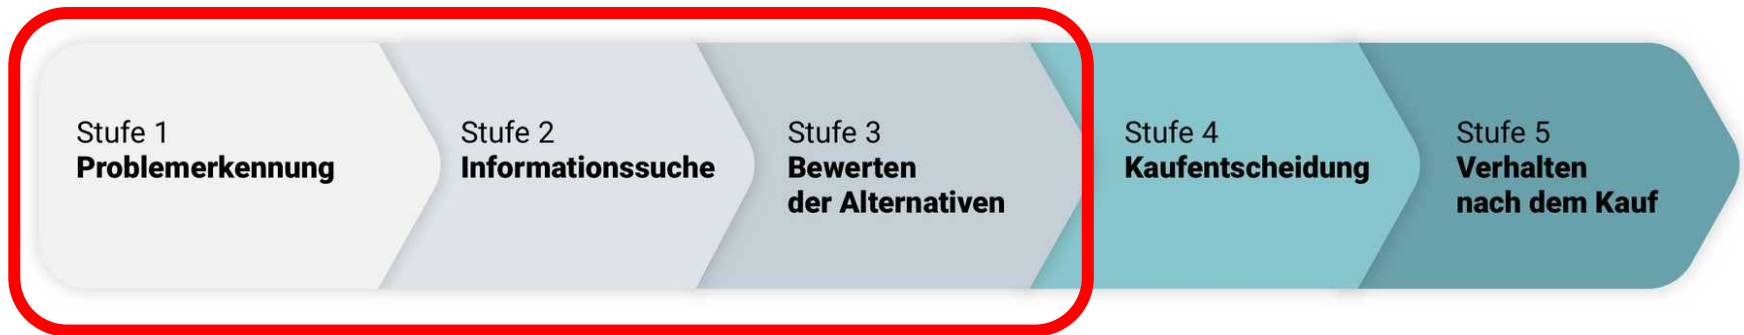 Stufe 1
Problemerkennung
Stufe 2
Informationssuche
Stufe 3
Bewerten
der Alternativen
Stufe 4
Kaufentscheidung
Stufe 5
Verhalten
nach dem Kauf